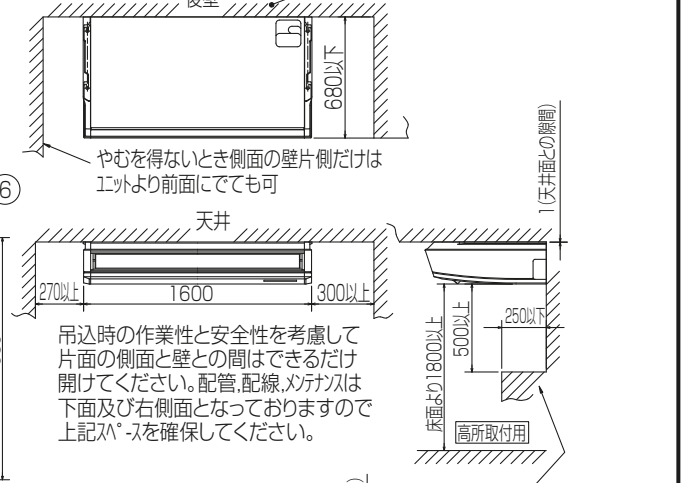 後壁
680以下
やむを得ないとき側面の壁片側だけは
ユニットより前面にでても可
1(天井面との隙間)
⑥
天井
270以上
1600
300以上
吊込時の作業性と安全性を考慮して
片面の側面と壁との間はできるだけ
開けてください。配管,配線,メンテナンスは
下面及び右側面となっておりますので
上記スペースを確保してください。
床面より1800以上
500以上
250以下
高所取付用